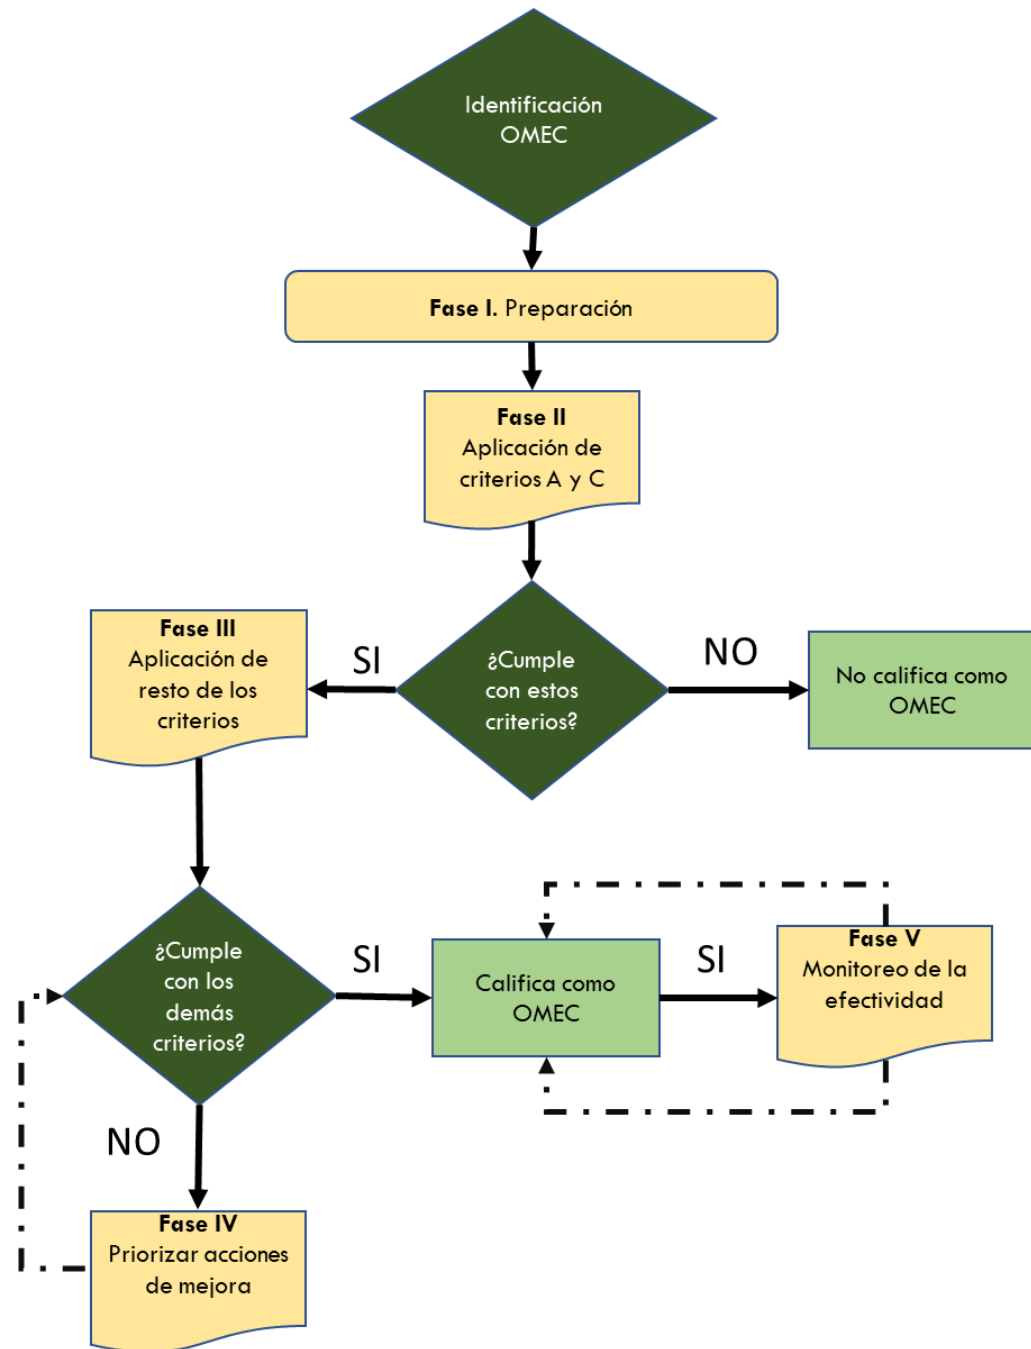 Identificación
OMEC
Fase I. Preparación
Fase II
Aplicación de
criterios A y C
¿Cumple
con estos
criterios?
SI
NO
Fase III
Aplicación de
resto de los
criterios
No califica como
OMEC
¿Cumple
con los
demás
criterios?
SI
Califica como
OMEC
SI
Fase V
Monitoreo de la
efectividad
NO
Fase IV
Priorizar acciones
de mejora